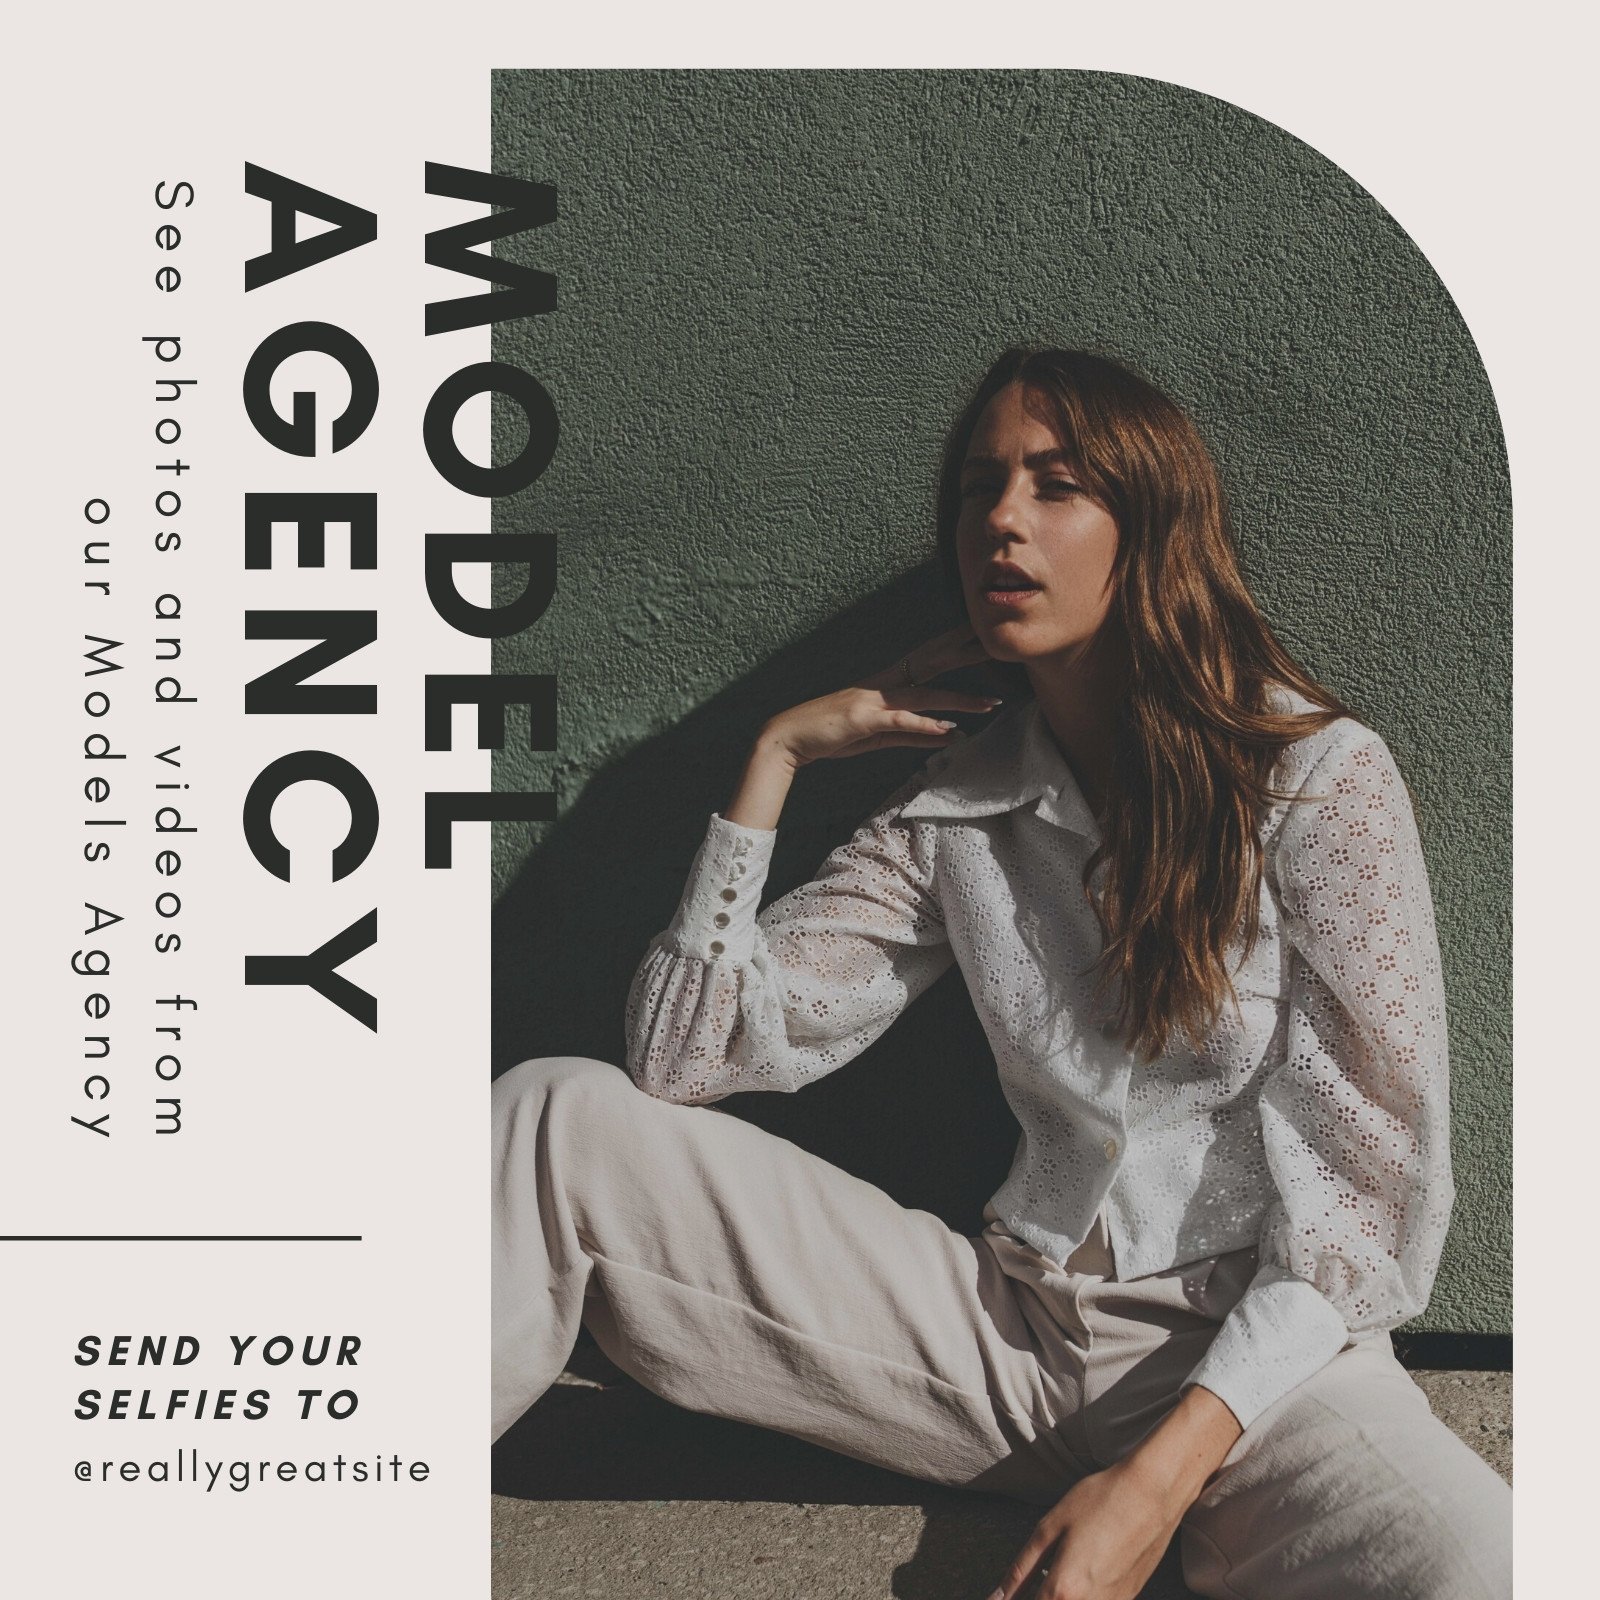 MODEL
AGENCY
See photos and videos from
our Models Agency
SEND YOUR
SELFIES TO
@reallygreatsite